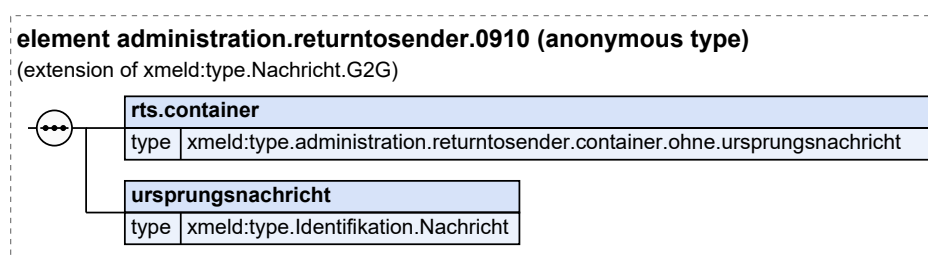 element administration.returntosender.0910 (anonymous type)
(extension of xmeld:type.Nachricht.G2G)
rts.container
type xmeld:type.administration.returntosender.container.ohne.ursprungsnachricht
ursprungsnachricht
type xmeld:type.Identifikation.Nachricht